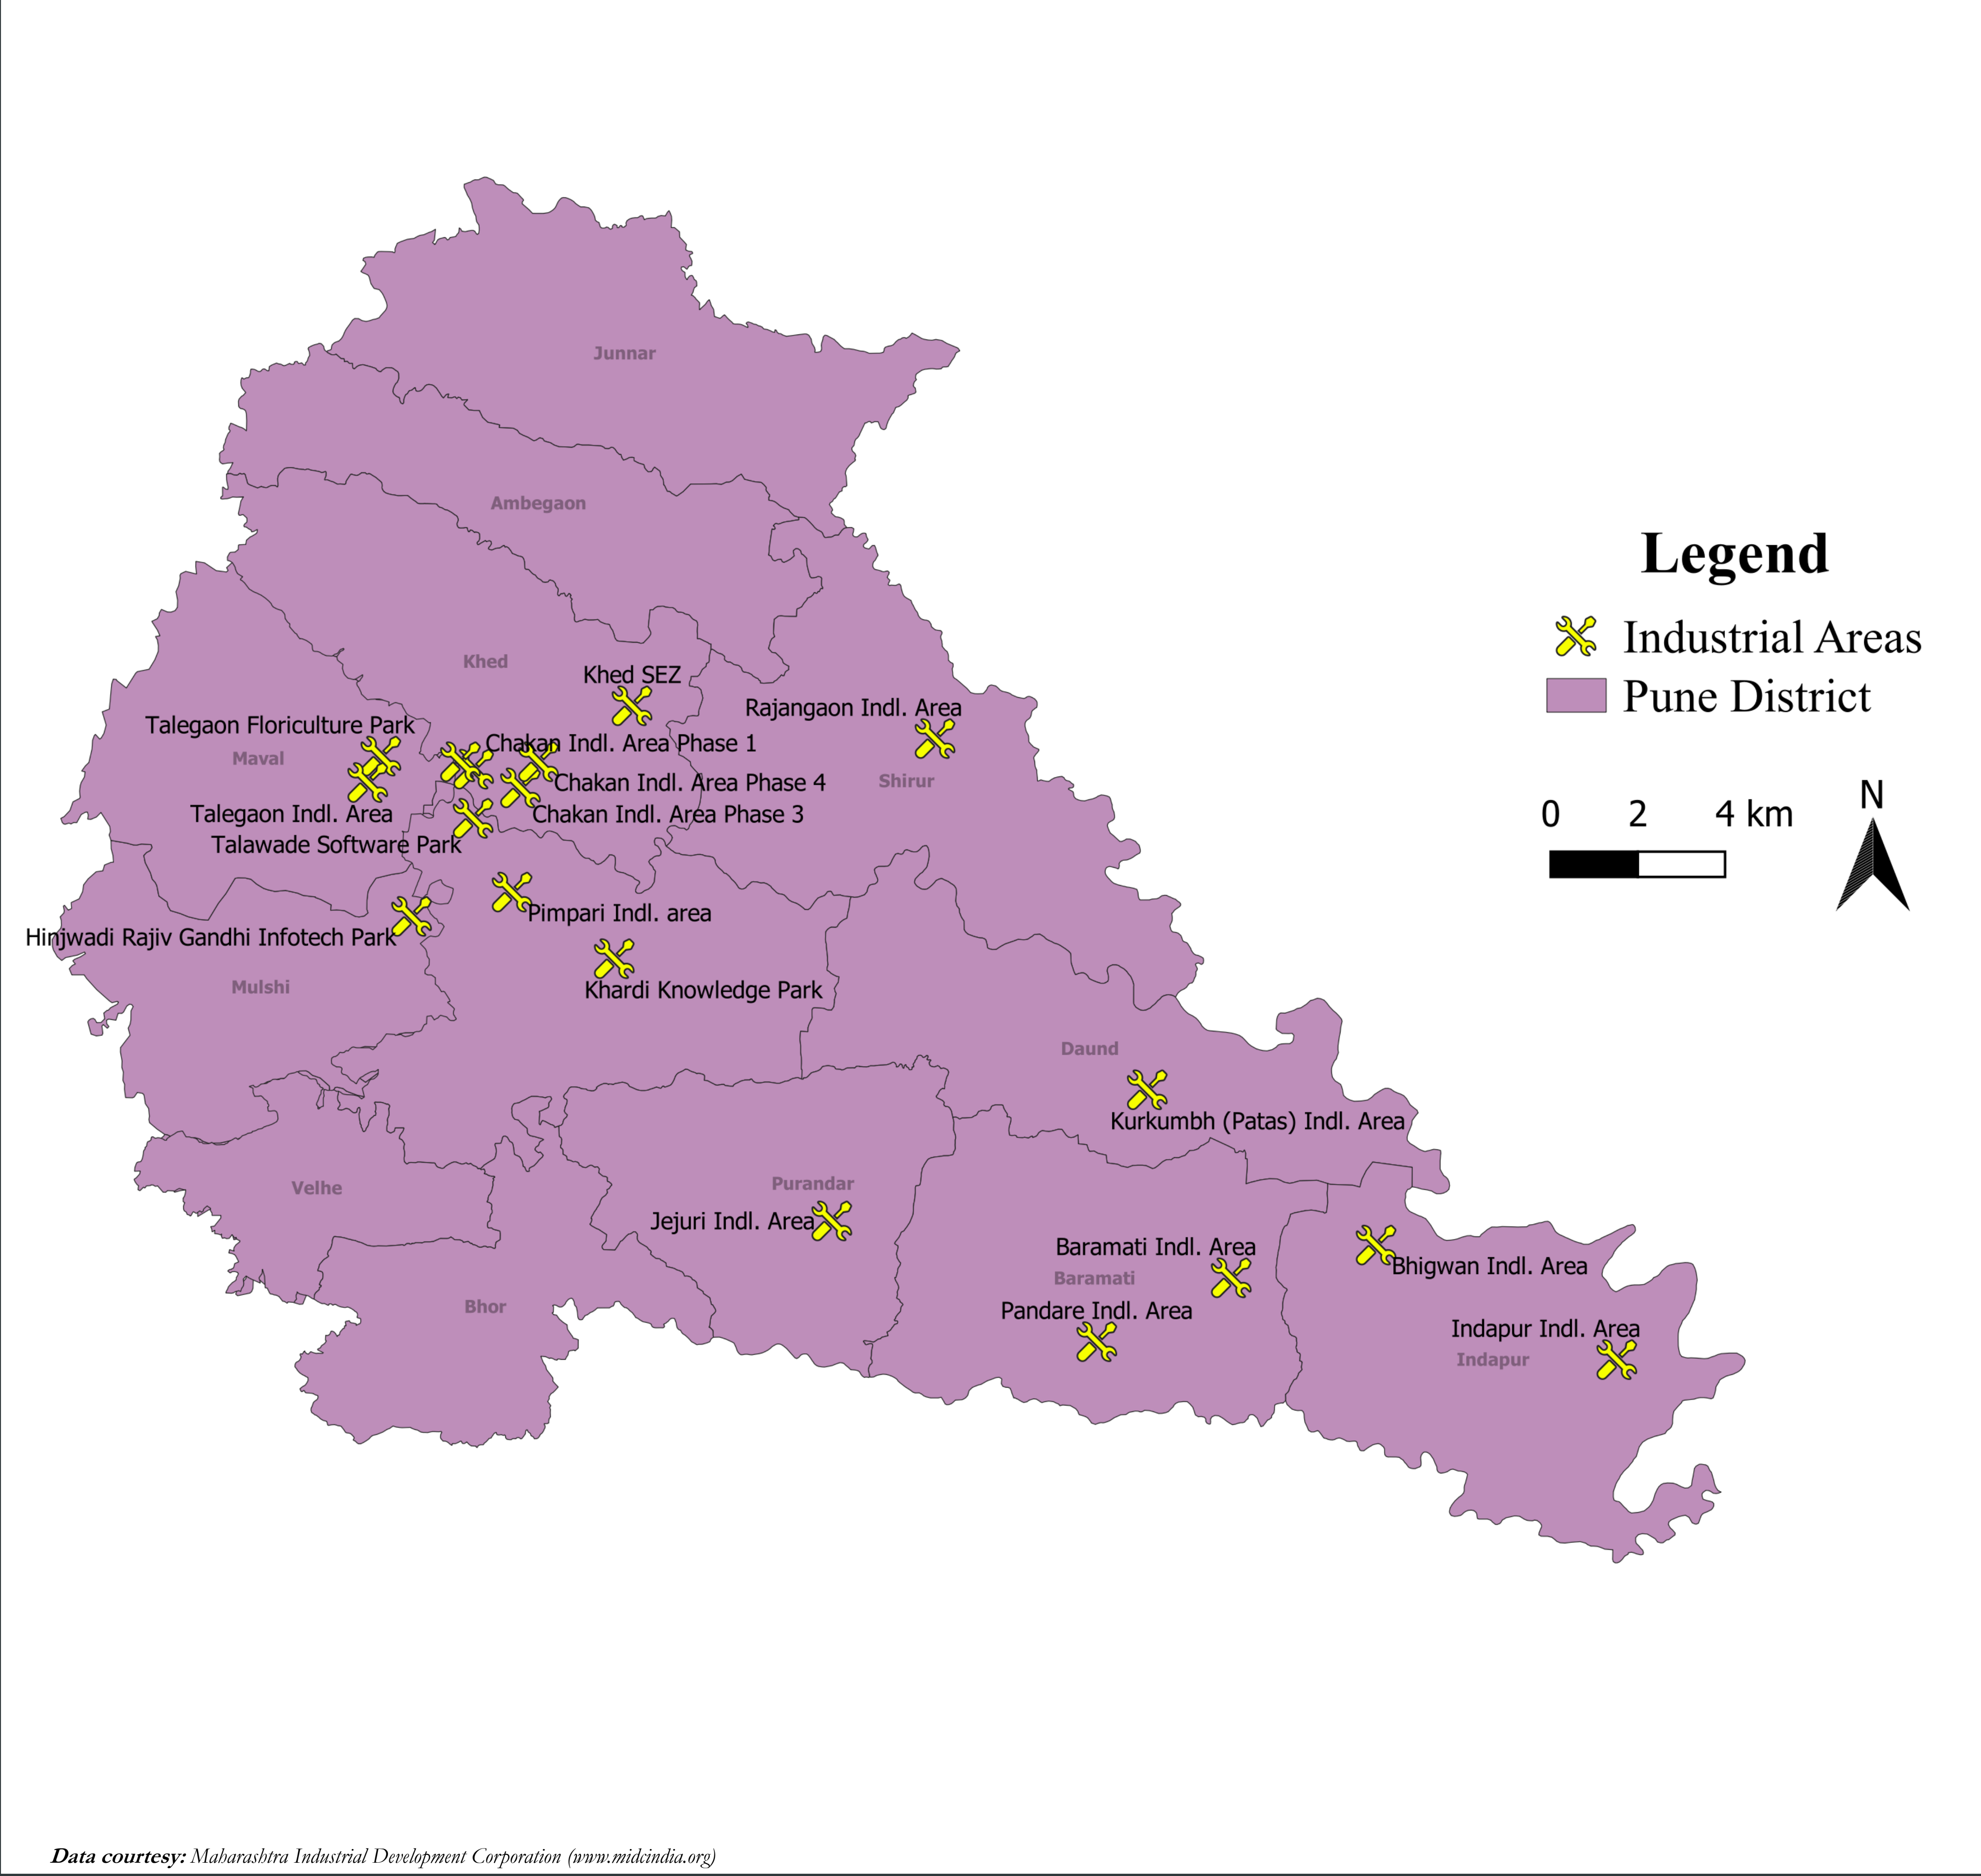 Junnar
Ambegaon
Khed
Khed SEZ
Rajangaon Indl. Area
Talegaon Floriculture Park
Chakan Indl. Area Phase 1
Maval
Chakan Indl. Area Phase 4
Shirur
Talegaon Indl. Area
Chakan Indl. Area Phase 3
Talawade Software Park
Pimpari Indl. area
Hinjwadi Rajiv Gandhi Infotech Park
Mulshi
Khardi Knowledge Park
Daund
Kurkumbh (Patas) Indl. Area
Velhe
Purandar
Jejuri Indl. Area
Baramati Indl. Area
Baramati
Bhigwan Indl. Area
Bhor
Pandare Indl. Area
Indapur Indl. Area
Indapur
Legend
Industrial Areas
Pune District
0 2 4 km
N
Data courtesy: Maharashtra Industrial Development Corporation (www.midcindia.org)